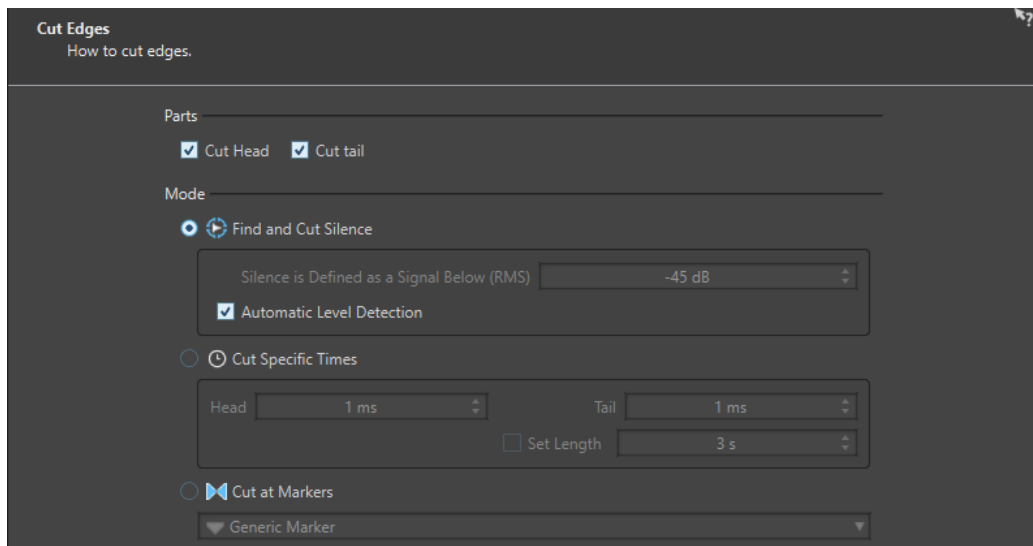 Cut Edges
How to cut edges.
Parts
Cut Head Cut tail
Mode
Find and Cut Silence
Silence is Defined as a Signal Below (RMS) -45 dB
Automatic Level Detection
Cut Specific Times
Head 1 ms Tail 1 ms
Set Length 3 s
Cut at Markers
Generic Marker